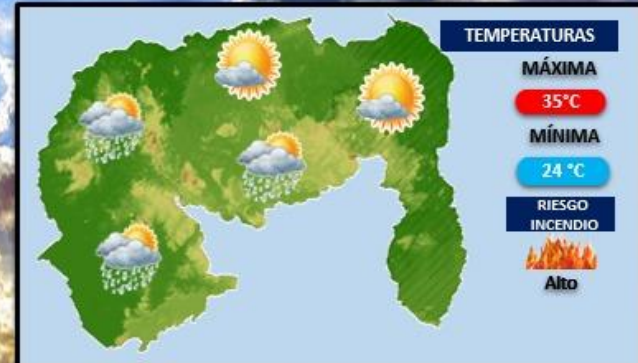 TEMPERATURAS
MÁXIMA
35°C
MÍNIMA
24 °C
RIESGO
INCENDIO
Alto